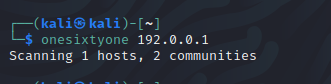 ┌──(kali㉿kali)-[~]
└─$ onesixtyone 192.0.0.1
Scanning 1 hosts, 2 communities